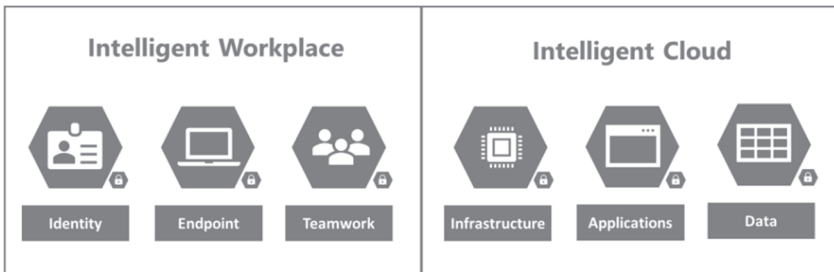 Intelligent Workplace
Identity
Endpoint
Teamwork
Intelligent Cloud
Infrastructure
Applications
Data